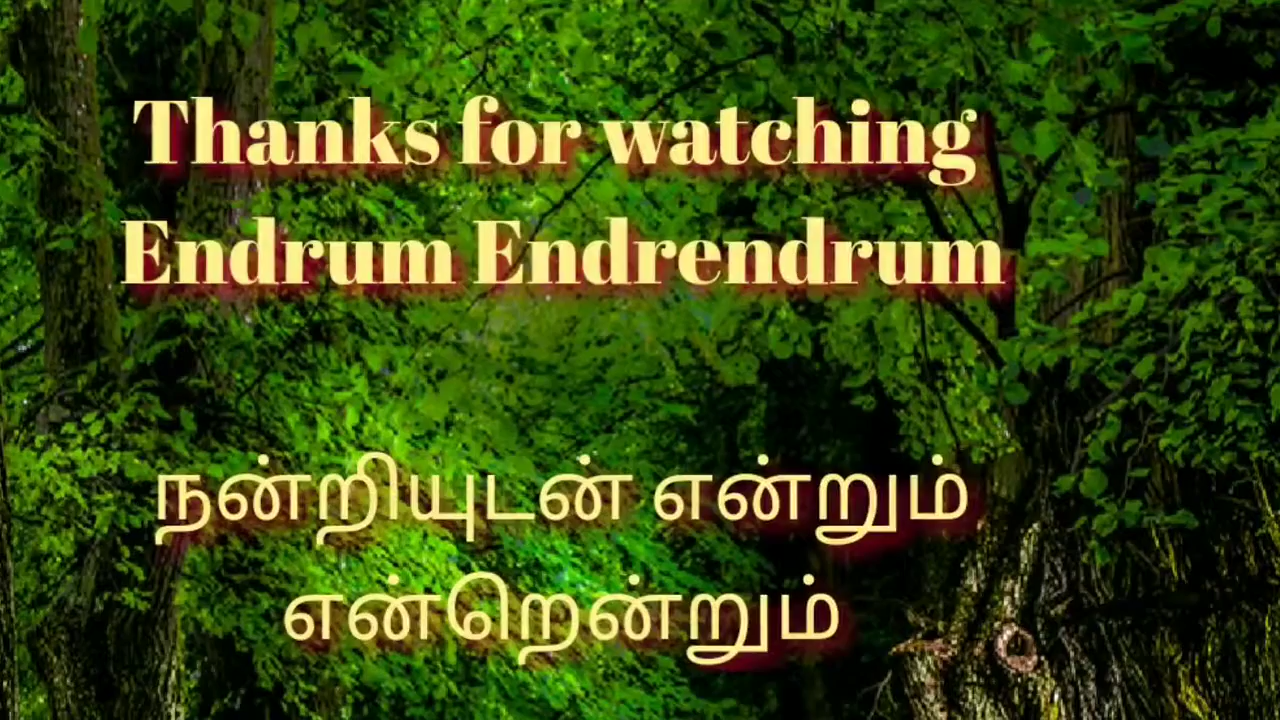 Thanks for watching
Endrum Endrendrum
நன்றியுடன் என்றும்
என்றென்றும்